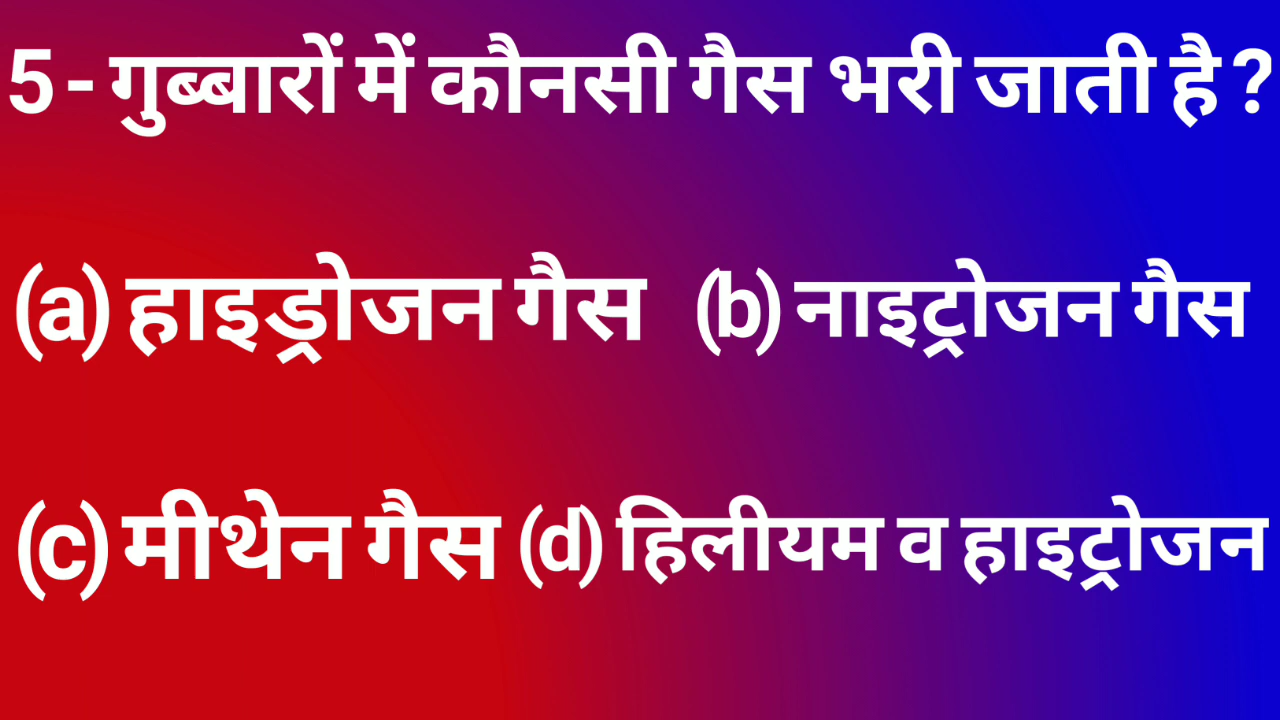 5 - गुब्बारों में कौनसी गैस भरी जाती है ?
(a) हाइड्रोजन गैस (b) नाइट्रोजन गैस
(c) मीथेन गैस (d) हिलीयम व हाइट्रोजन